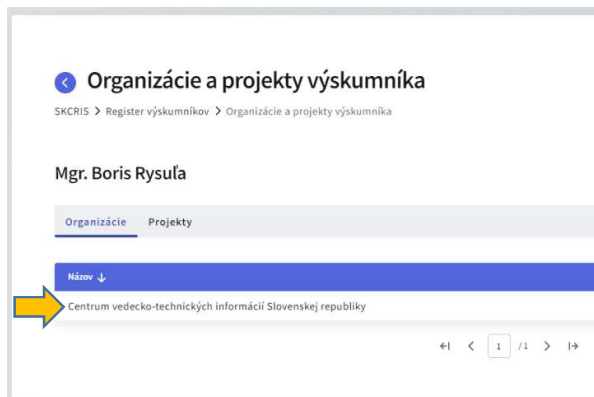 Organizácie a projekty výskumníka
SKCRIS > Register výskumníkov > Organizácie a projekty výskumníka
Mgr. Boris Rysuľa
Organizácie Projekty
Názov ↓
Centrum vedecko-technických informácií Slovenskej republiky
1 /1